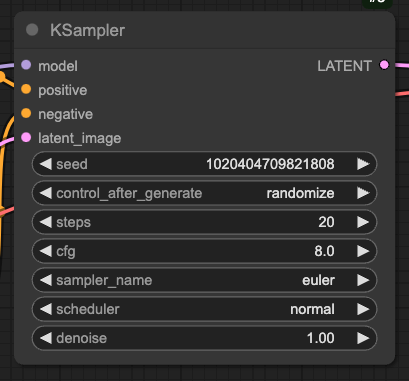 KSampler
model LATENT
positive
negative
latent_image
seed 1020404709821808
control_after_generate randomize
steps 20
cfg 8.0
sampler_name euler
scheduler normal
denoise 1.00